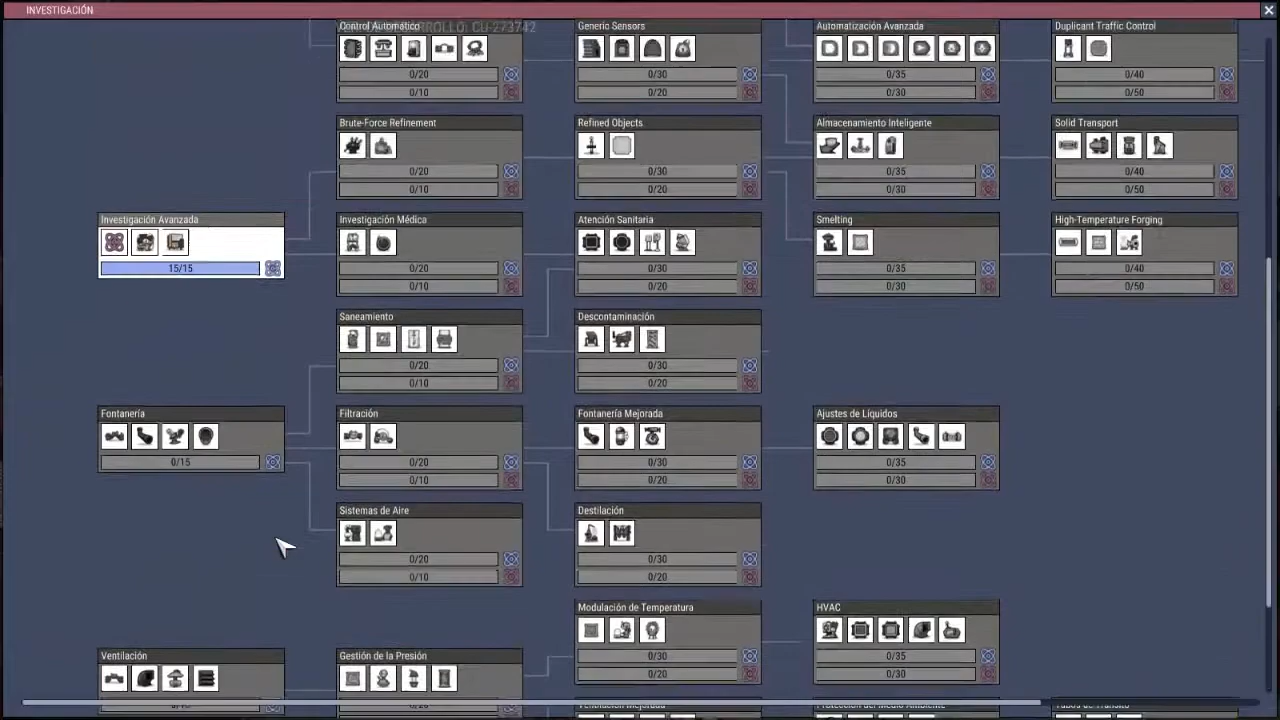 INVESTIGACIÓN
DESARROLLO: CU-273742
Control Automático
Generic Sensors
Automatización Avanzada
Duplicant Traffic Control
0/20
0/30
0/35
0/40
0/10
0/20
0/30
0/50
Brute-Force Refinement
Refined Objects
Almacenamiento Inteligente
Solid Transport
0/20
0/30
0/35
0/40
0/10
0/20
0/30
0/50
Investigación Avanzada
Investigación Médica
Atención Sanitaria
Smelting
High-Temperature Forging
15/15
0/20
0/30
0/35
0/40
0/10
0/20
0/30
0/50
Saneamiento
Descontaminación
0/20
0/30
0/10
0/20
Fontanería
Filtración
Fontanería Mejorada
Ajustes de Líquidos
0/15
0/20
0/30
0/35
0/10
0/20
0/30
Sistemas de Aire
Destilación
0/20
0/30
0/10
0/20
Modulación de Temperatura
HVAC
0/30
0/35
0/20
0/30
Ventilación
Gestión de la Presión